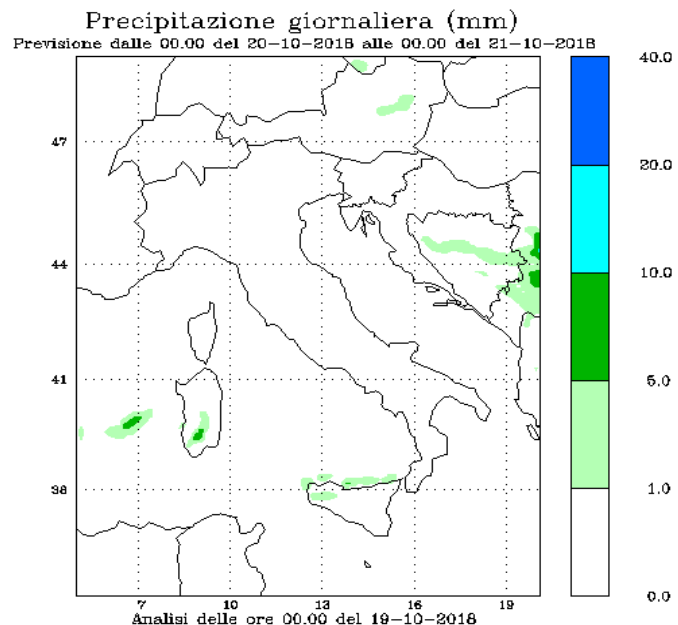 Precipitazione giornaliera (mm)
Previsione dalle 00.00 del 20-10-2018 alle 00.00 del 21-10-2018
40.0
20.0
10.0
5.0
1.0
0.0
47
44
41
38
7 10 13 16 19
Analisi delle ore 00.00 del 19-10-2018